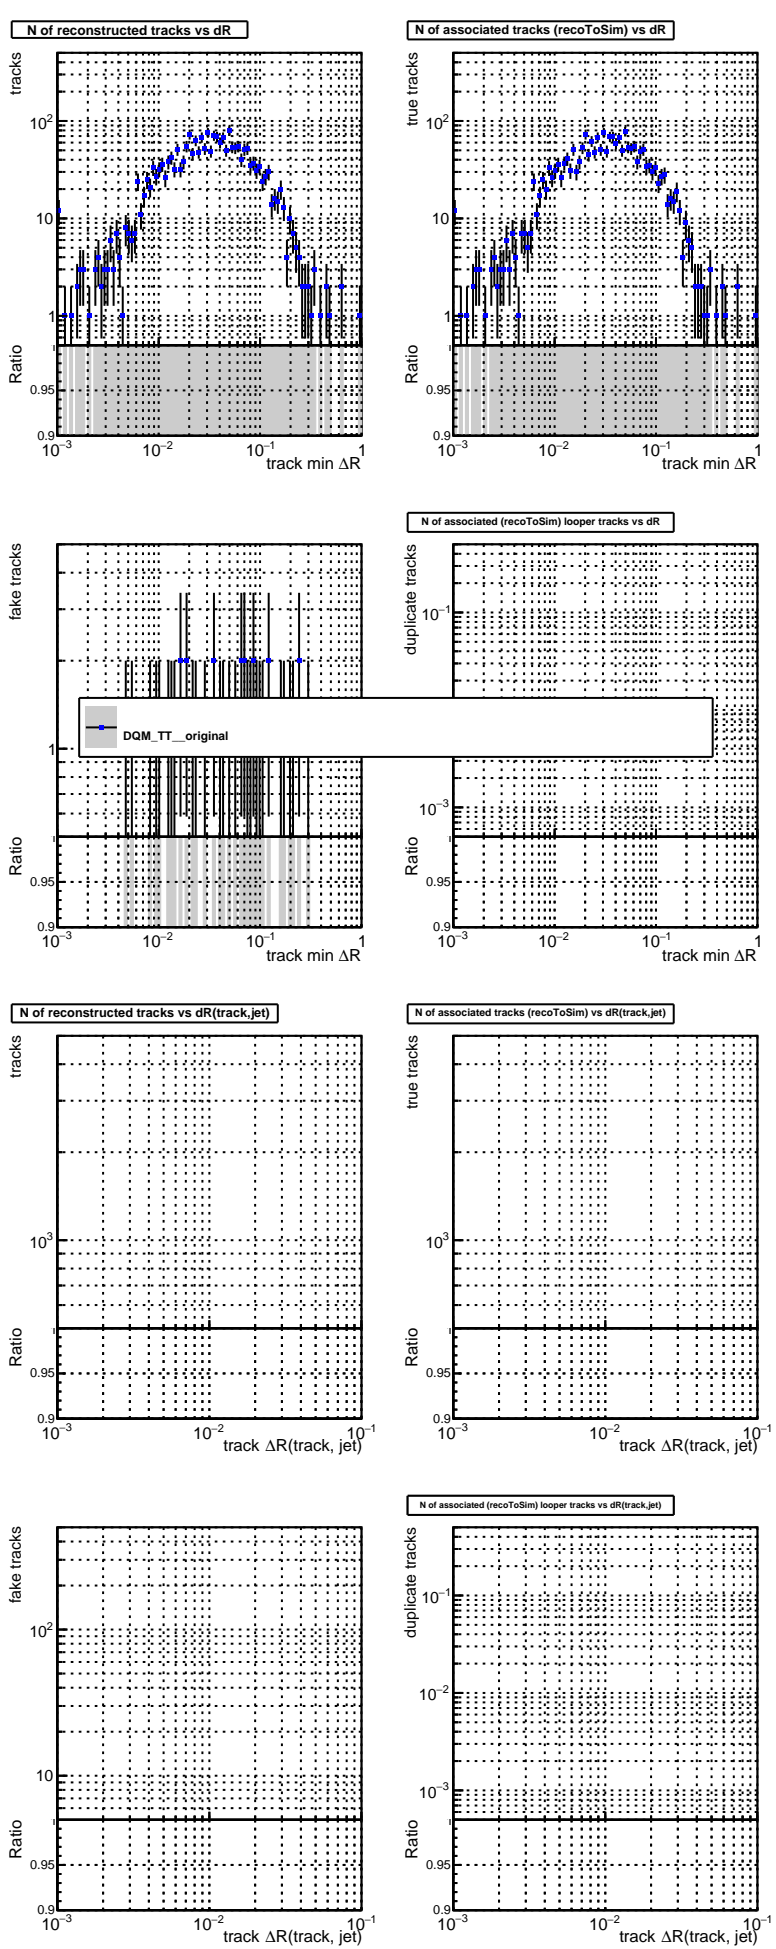 N of reconstructed tracks vs dR
tracks
10²
10
1
Ratio
0.95
0.9
10⁻³ 10⁻² 10⁻¹ 1
track min ΔR
N of associated tracks (recoToSim) vs dR
true tracks
10²
10
1
Ratio
0.95
0.9
10⁻³ 10⁻² 10⁻¹ 1
track min ΔR
fake tracks
1
Ratio
0.95
0.9
10⁻³ 10⁻² 10⁻¹ 1
track min ΔR
N of associated (recoToSim) looper tracks vs dR
duplicate tracks
10⁻¹
10⁻³
Ratio
0.95
0.9
10⁻³ 10⁻² 10⁻¹ 1
track min ΔR
DQM_TT__original
N of reconstructed tracks vs dR(track,jet)
tracks
10³
Ratio
0.95
0.9
10⁻³ 10⁻² 10⁻¹
track ΔR(track, jet)
N of associated tracks (recoToSim) vs dR(track,jet)
true tracks
10³
Ratio
0.95
0.9
10⁻³ 10⁻² 10⁻¹
track ΔR(track, jet)
fake tracks
10²
10
Ratio
0.95
0.9
10⁻³ 10⁻² 10⁻¹
track ΔR(track, jet)
N of associated (recoToSim) looper tracks vs dR(track,jet)
duplicate tracks
10⁻¹
10⁻²
10⁻³
Ratio
0.95
0.9
10⁻³ 10⁻² 10⁻¹
track ΔR(track, jet)